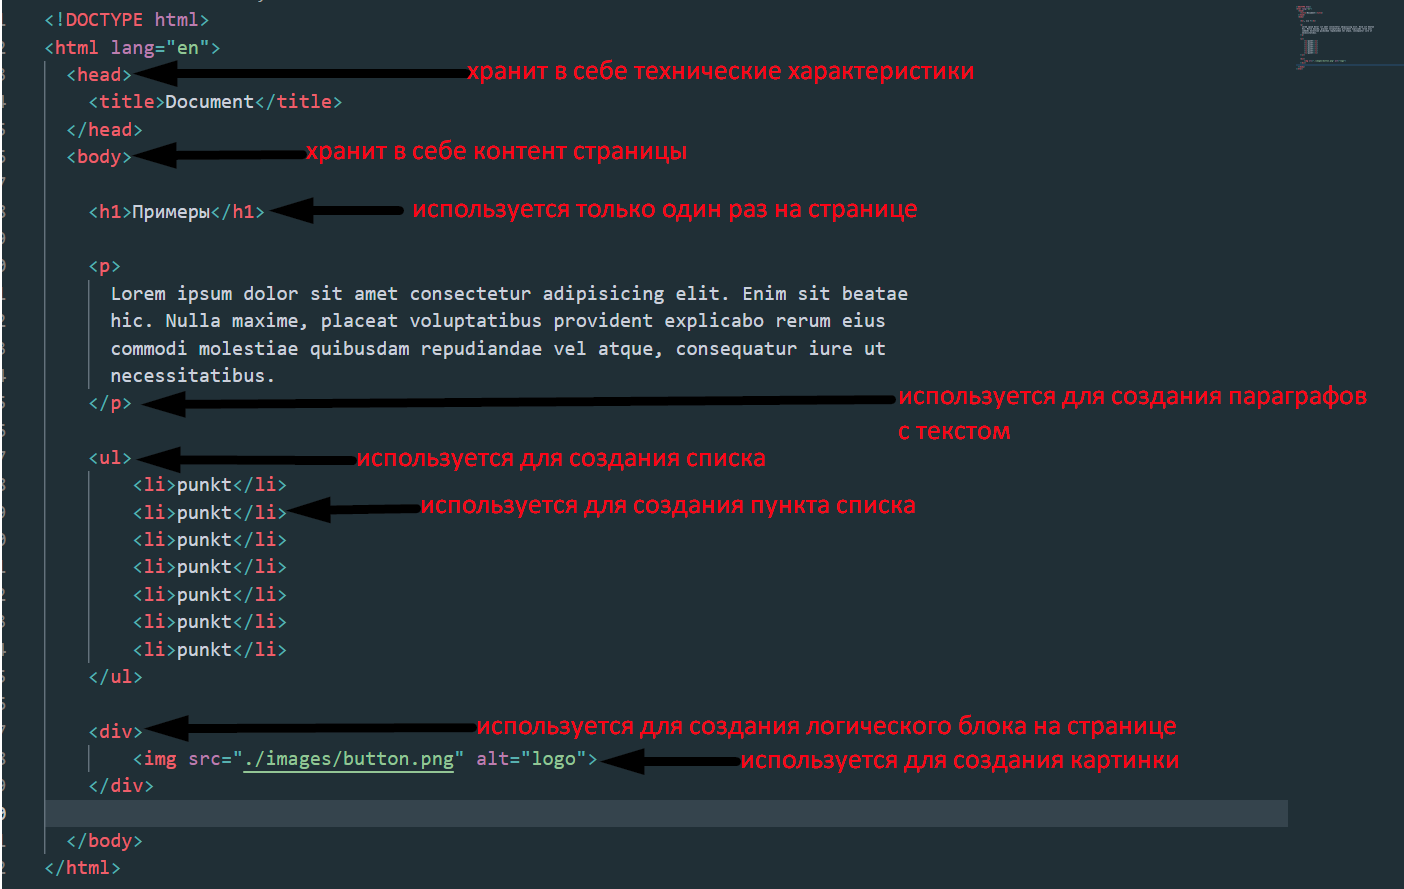 <!DOCTYPE html>
<html lang="en">
<head> хранит в себе технические характеристики
<title>Document</title>
</head>
<body> хранит в себе контент страницы
<h1>Примеры</h1> используется только один раз на странице
<p>
Lorem ipsum dolor sit amet consectetur adipisicing elit. Enim sit beatae
hic. Nulla maxime, placeat voluptatibus provident explicabo rerum eius
commodi molestiae quibusdam repudiandae vel atque, consequatur iure ut
necessitatibus.
</p> используется для создания параграфов
с текстом
<ul> используется для создания списка
<li>punkt</li>
<li>punkt</li> используется для создания пункта списка
<li>punkt</li>
<li>punkt</li>
<li>punkt</li>
<li>punkt</li>
<li>punkt</li>
</ul>
<div> используется для создания логического блока на странице
<img src="./images/button.png" alt="logo"> используется для создания картинки
</div>
</body>
</html>